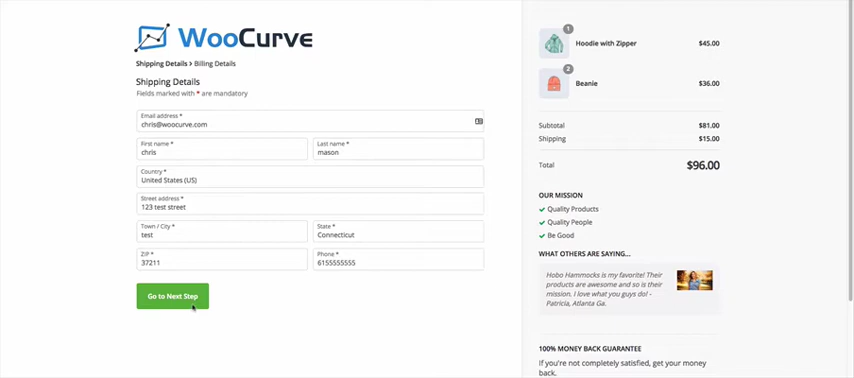 WooCurve
Shipping Details › Billing Details
Shipping Details
Fields marked with * are mandatory
Email address *
chris@woocurve.com
First name *
chris
Last name *
mason
Country *
United States (US)
Street address *
123 test street
Town / City *
test
State *
Connecticut
ZIP *
37211
Phone *
6155555555
Go to Next Step
1
Hoodie with Zipper $45.00
2
Beanie $36.00
Subtotal $81.00
Shipping $15.00
Total $96.00
OUR MISSION
Quality Products
Quality People
Be Good
WHAT OTHERS ARE SAYING...
Hobo Hammocks is my favorite! Their
products are awesome and so is their
mission. I love what you guys do! -
Patricia, Atlanta Ga.
100% MONEY BACK GUARANTEE
If you're not completely satisfied, get your money
back.